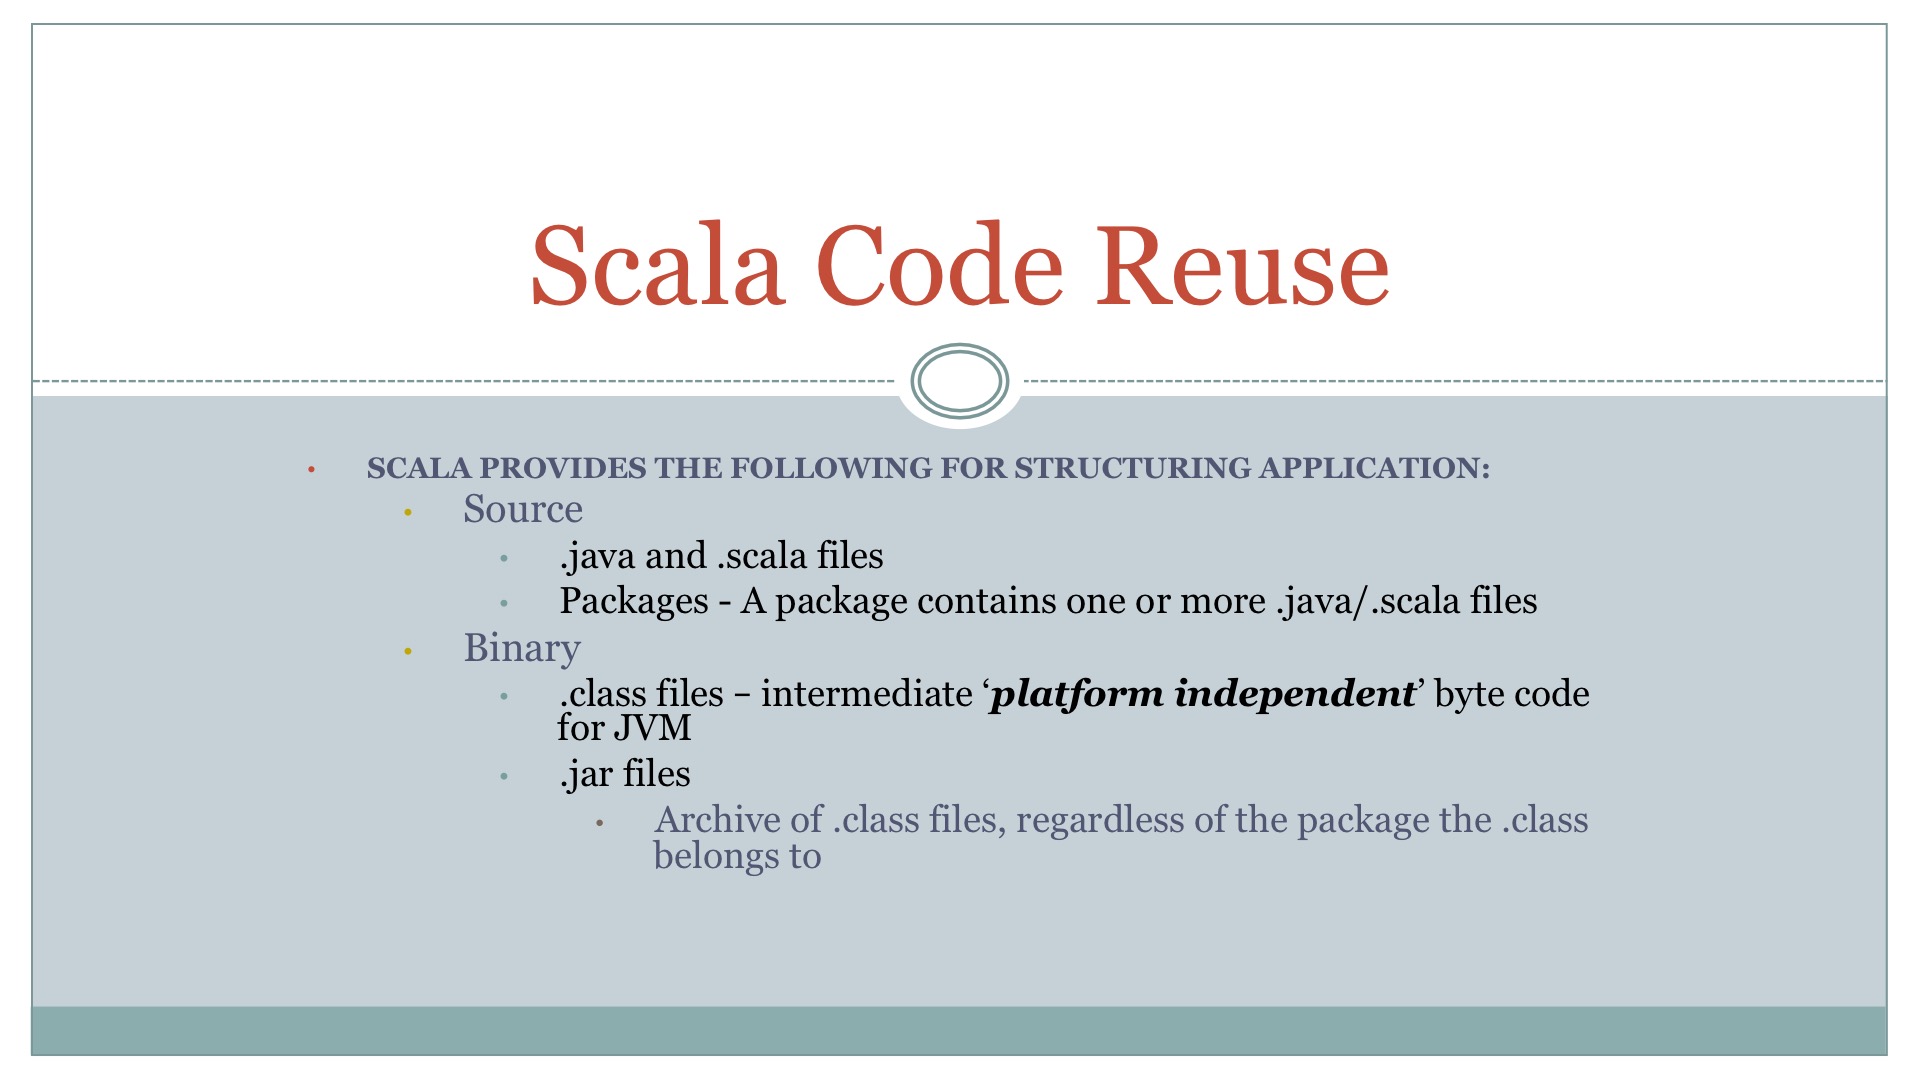 Scala Code Reuse
• SCALA PROVIDES THE FOLLOWING FOR STRUCTURING APPLICATION:
• Source
• .java and .scala files
• Packages - A package contains one or more .java/.scala files
• Binary
• .class files – intermediate ‘platform independent’ byte code
for JVM
• .jar files
• Archive of .class files, regardless of the package the .class
belongs to